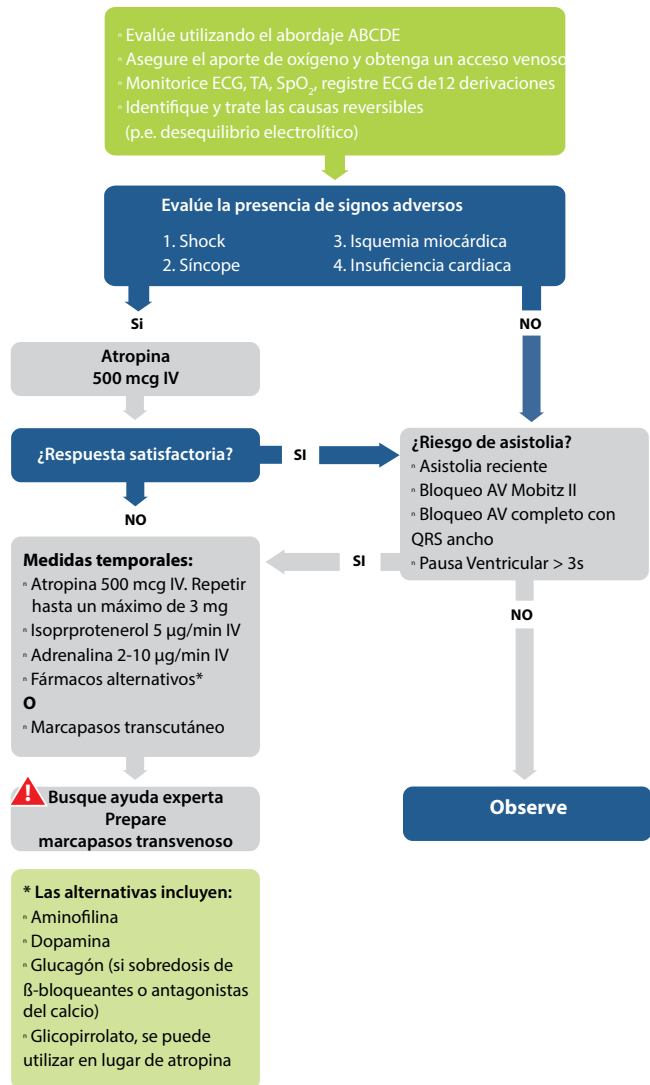 ▫ Evalúe utilizando el abordaje ABCDE
▫ Asegure el aporte de oxígeno y obtenga un acceso venoso
▫ Monitorice ECG, TA, SpO₂, registre ECG de12 derivaciones
▫ Identifique y trate las causas reversibles
(p.e. desequilibrio electrolítico)
Evalúe la presencia de signos adversos
1. Shock
2. Síncope
3. Isquemia miocárdica
4. Insuficiencia cardiaca
Si
NO
Atropina
500 mcg IV
¿Respuesta satisfactoria?
SI
¿Riesgo de asistolia?
▫ Asistolia reciente
▫ Bloqueo AV Mobitz II
▫ Bloqueo AV completo con
QRS ancho
▫ Pausa Ventricular > 3s
NO
SI
NO
Medidas temporales:
▫ Atropina 500 mcg IV. Repetir
hasta un máximo de 3 mg
▫ Isoprprotenerol 5 µg/min IV
▫ Adrenalina 2-10 µg/min IV
▫ Fármacos alternativos*
O
▫ Marcapasos transcutáneo
!
Busque ayuda experta
Prepare
marcapasos transvenoso
Observe
* Las alternativas incluyen:
▫ Aminofilina
▫ Dopamina
▫ Glucagón (si sobredosis de
ß-bloqueantes o antagonistas
del calcio)
▫ Glicopirrolato, se puede
utilizar en lugar de atropina